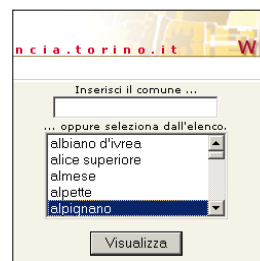 ncia.torino.it W
Inserisci il comune ...
... oppure seleziona dall'elenco.
albiano d'ivrea
alice superiore
almese
alpette
alpignano
Visualizza